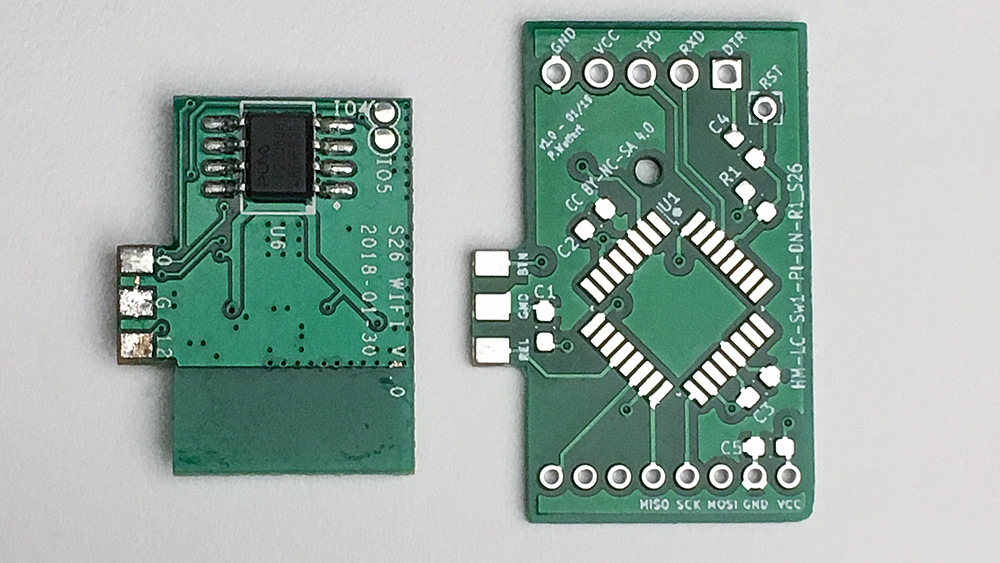 IO4
IO5
U6
S26 WIFI V1.0
2018-01-30
0
G
12
GND
VCC
TXD
RXD
DTR
RST
V1.0 - 01/18
P.Matthert
CC BY-NC-SA 4.0
C4
R1
U1
C2
HM-LC-Sw1-Pl-DN-R1_S26
BTN
GND
REL
C1
C3
C5
MISO SCK MOSI GND VCC